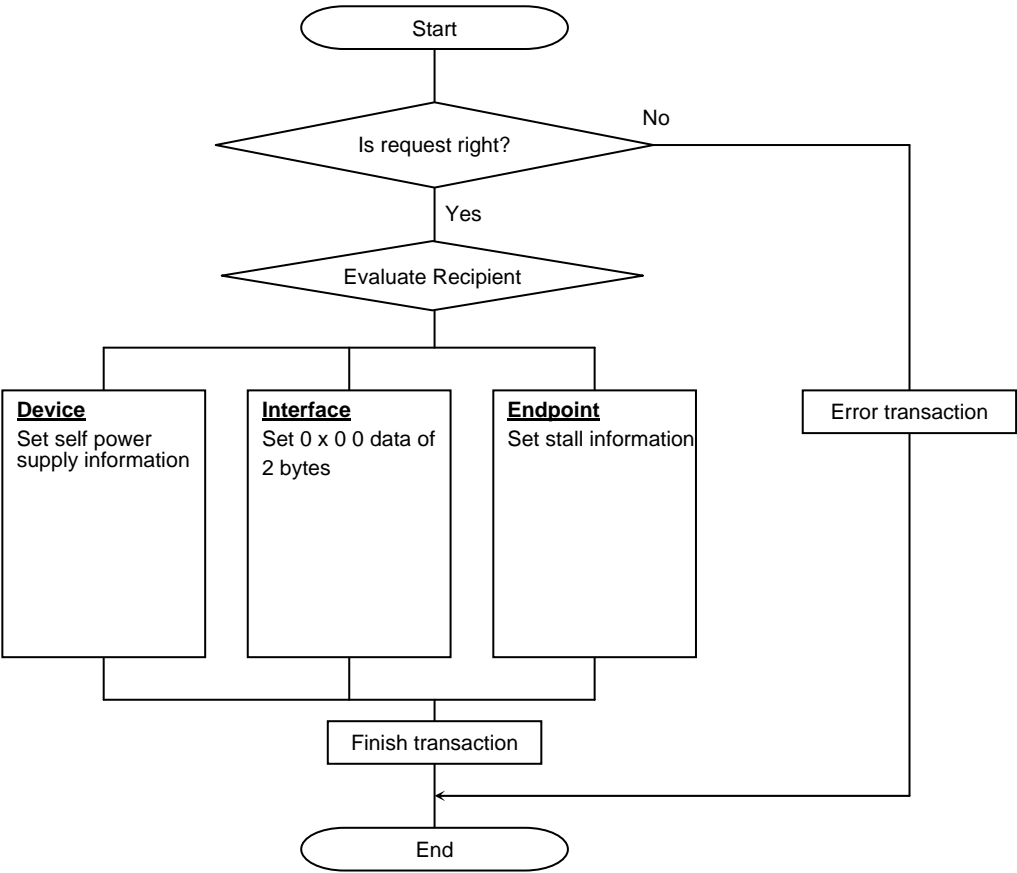 Start
Is request right?
No
Yes
Evaluate Recipient
Device
Set self power
supply information
Interface
Set 0 x 0 0 data of
2 bytes
Endpoint
Set stall information
Error transaction
Finish transaction
End